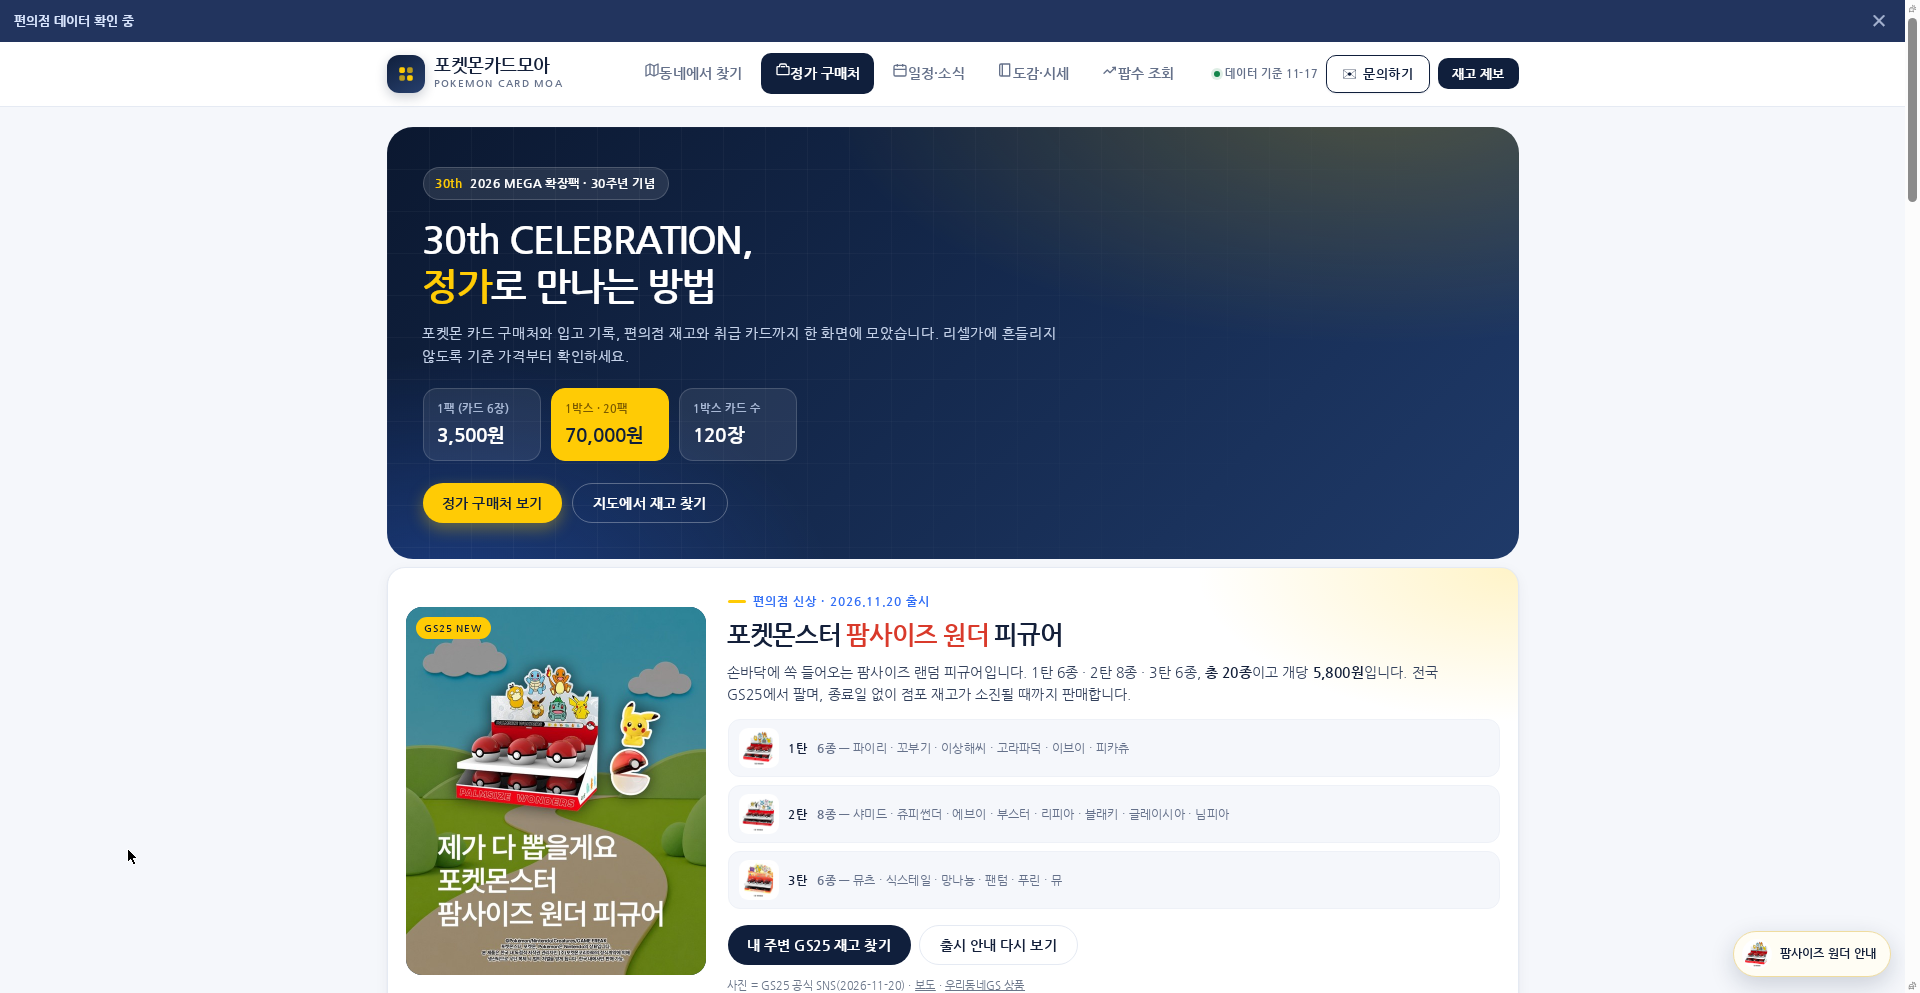 편의점 데이터 확인 중
포켓몬카드모아
POKEMON CARD MOA
동네에서 찾기
정가 구매처
일정·소식
도감·시세
팝수 조회
데이터 기준 11-17
문의하기
재고 제보
30th 2026 MEGA 확장팩 · 30주년 기념
30th CELEBRATION,
정가로 만나는 방법
포켓몬 카드 구매처와 입고 기록, 편의점 재고와 취급 카드까지 한 화면에 모았습니다. 리셀가에 흔들리지
않도록 기준 가격부터 확인하세요.
1팩 (카드 6장)
3,500원
1박스 · 20팩
70,000원
1박스 카드 수
120장
정가 구매처 보기
지도에서 재고 찾기
GS25 NEW
PALMSIZE WONDERS
제가 다 뽑을게요
포켓몬스터
팜사이즈 원더 피규어
편의점 신상 · 2026.11.20 출시
포켓몬스터 팜사이즈 원더 피규어
손바닥에 쏙 들어오는 팜사이즈 랜덤 피규어입니다. 1탄 6종 · 2탄 8종 · 3탄 6종, 총 20종이고 개당 5,800원입니다. 전국
GS25에서 팔며, 종료일 없이 점포 재고가 소진될 때까지 판매합니다.
1탄 6종 — 파이리 · 꼬부기 · 이상해씨 · 고라파덕 · 이브이 · 피카츄
2탄 8종 — 샤미드 · 쥬피썬더 · 에브이 · 부스터 · 리피아 · 블래키 · 글레이시아 · 님피아
3탄 6종 — 뮤츠 · 식스테일 · 망나뇽 · 팬텀 · 푸린 · 뮤
내 주변 GS25 재고 찾기
출시 안내 다시 보기
사진 = GS25 공식 SNS(2026-11-20) · 보도 · 우리동네GS 상품
팜사이즈 원더 안내